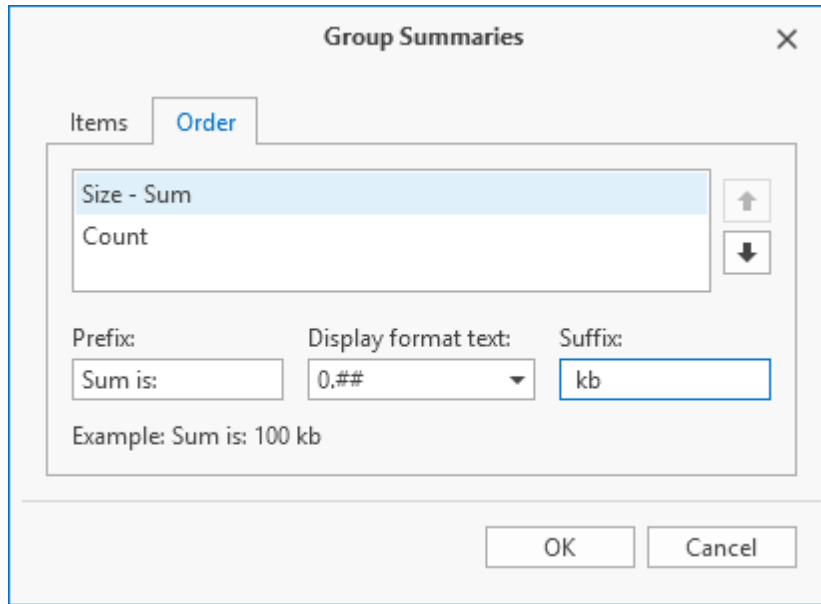 Group Summaries
Items Order
Size - Sum
Count
Prefix: Display format text: Suffix:
Sum is: 0.## kb
Example: Sum is: 100 kb
OK Cancel